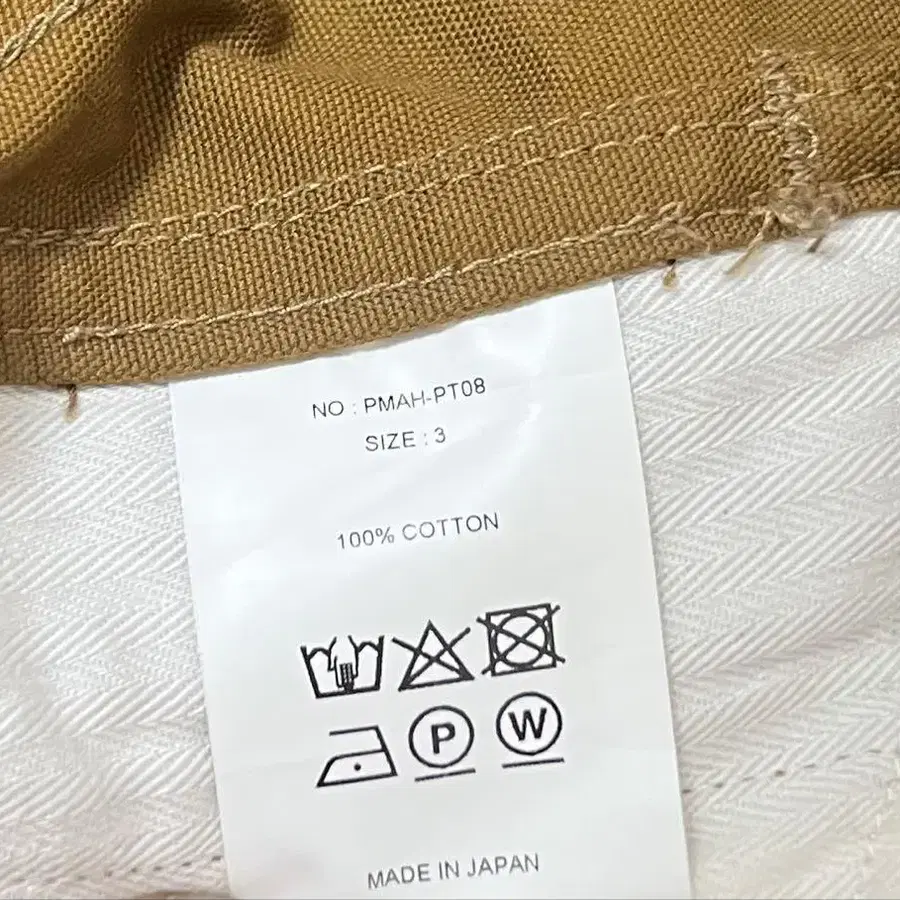 NO : PMAH-PT08
SIZE : 3
100% COTTON
P W
MADE IN JAPAN